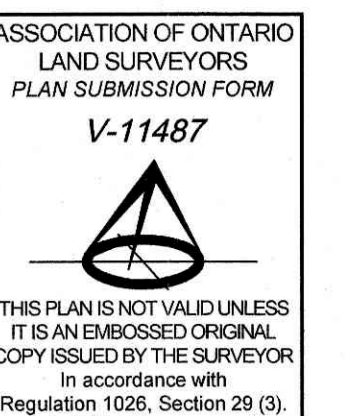 ASSOCIATION OF ONTARIO
LAND SURVEYORS
PLAN SUBMISSION FORM
V-11487
THIS PLAN IS NOT VALID UNLESS
IT IS AN EMBOSSED ORIGINAL
COPY ISSUED BY THE SURVEYOR
In accordance with
Regulation 1026, Section 29 (3).